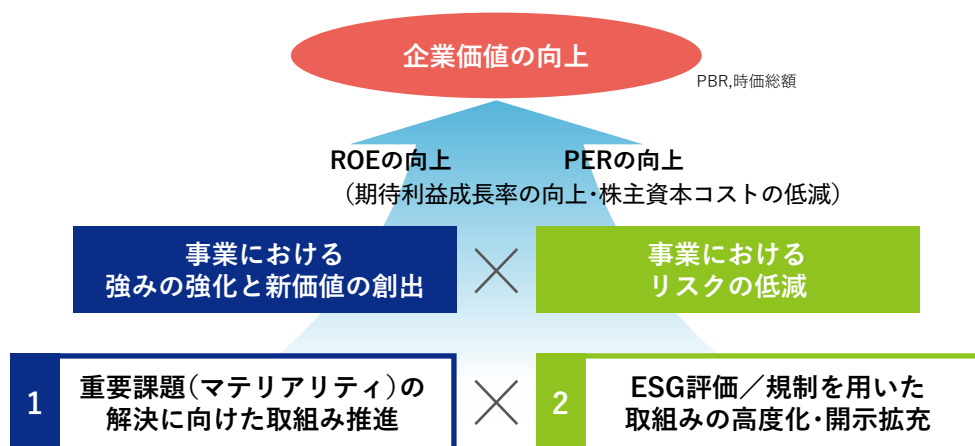 企業価値の向上
PBR,時価総額
ROEの向上
PERの向上
（期待利益成長率の向上・株主資本コストの低減）
事業における
強みの強化と新価値の創出
事業における
リスクの低減
1
重要課題（マテリアリティ）の
解決に向けた取組み推進
2
ESG評価／規制を用いた
取組みの高度化・開示拡充